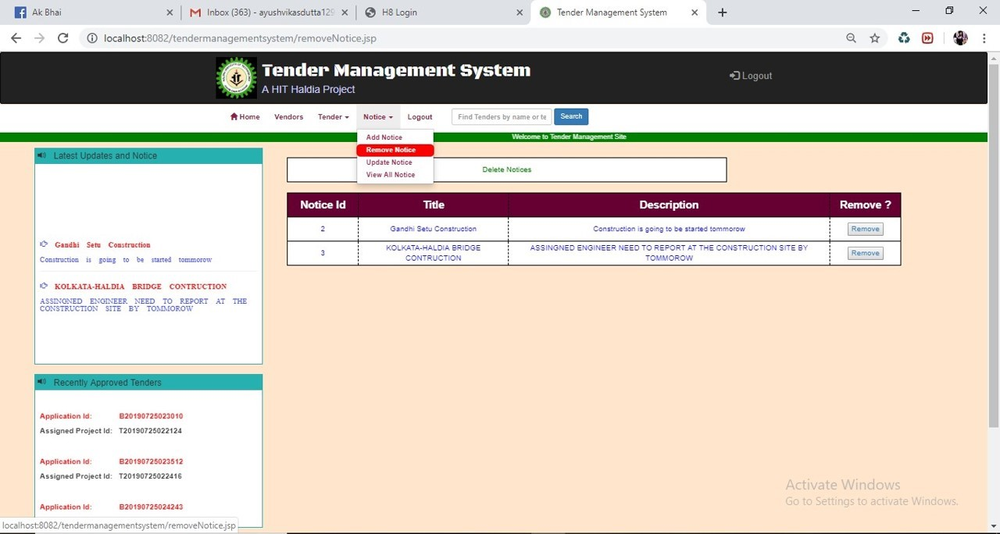 Ak Bhai
Inbox (363) - ayushvikasdutta129
H8 Login
Tender Management System
localhost:8082/tendermanagementsystem/removeNotice.jsp
Tender Management System
A HIT Haldia Project
Logout
Home Vendors Tender Notice Logout Find Tenders by name or te Search
Welcome to Tender Management Site
Add Notice
Remove Notice
Update Notice
View All Notice
Latest Updates and Notice
Gandhi Setu Construction
Construction is going to be started tommorow
KOLKATA-HALDIA BRIDGE CONTRUCTION
ASSINGNED ENGINEER NEED TO REPORT AT THE
CONSTRUCTION SITE BY TOMMOROW
Delete Notices
Notice Id Title Description Remove ?
2 Gandhi Setu Construction Construction is going to be started tommorow Remove
3 KOLKATA-HALDIA BRIDGE
CONTRUCTION
ASSINGNED ENGINEER NEED TO REPORT AT THE CONSTRUCTION SITE BY
TOMMOROW
Remove
Recently Approved Tenders
Application Id: B20190725023010
Assigned Project Id: T20190725022124
Application Id: B20190725023512
Assigned Project Id: T20190725022416
Application Id: B20190725024243
Activate Windows
Go to Settings to activate Windows.
localhost:8082/tendermanagementsystem/removeNotice.jsp